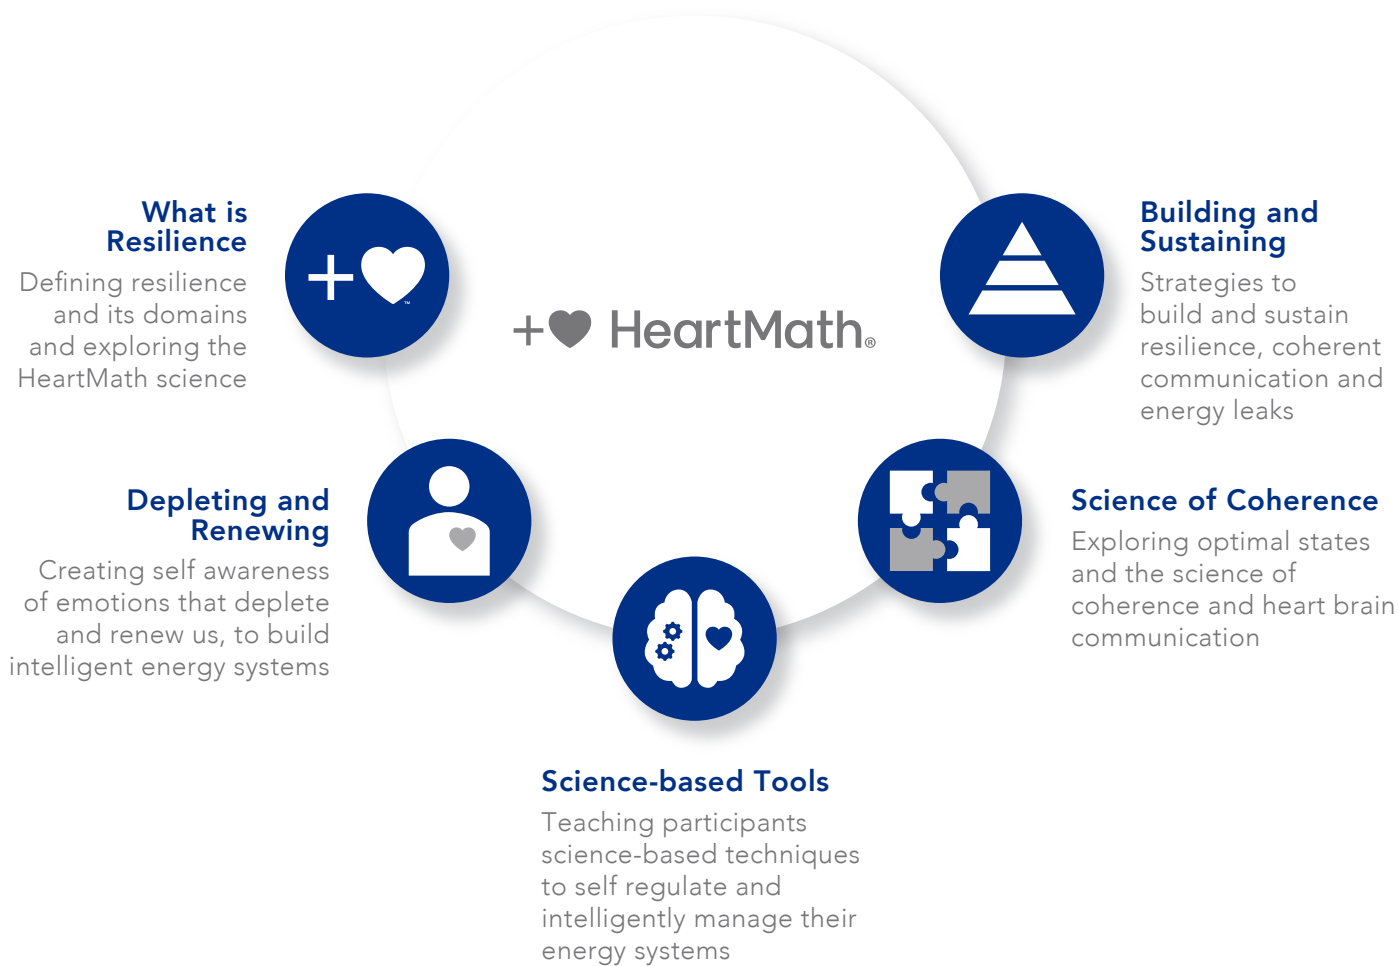 What is
Resilience
Defining resilience
and its domains
and exploring the
HeartMath science
+ HeartMath®
Depleting and
Renewing
Creating self awareness
of emotions that deplete
and renew us, to build
intelligent energy systems
Science-based Tools
Teaching participants
science-based techniques
to self regulate and
intelligently manage their
energy systems
Science of Coherence
Exploring optimal states
and the science of
coherence and heart brain
communication
Building and
Sustaining
Strategies to
build and sustain
resilience, coherent
communication and
energy leaks
+ ™